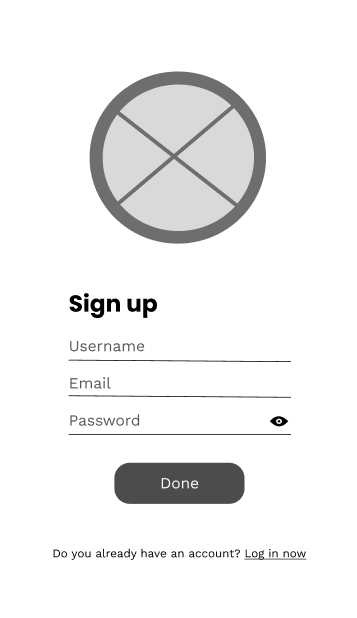 Sign up
Username
Email
Password
Done
Do you already have an account? Log in now